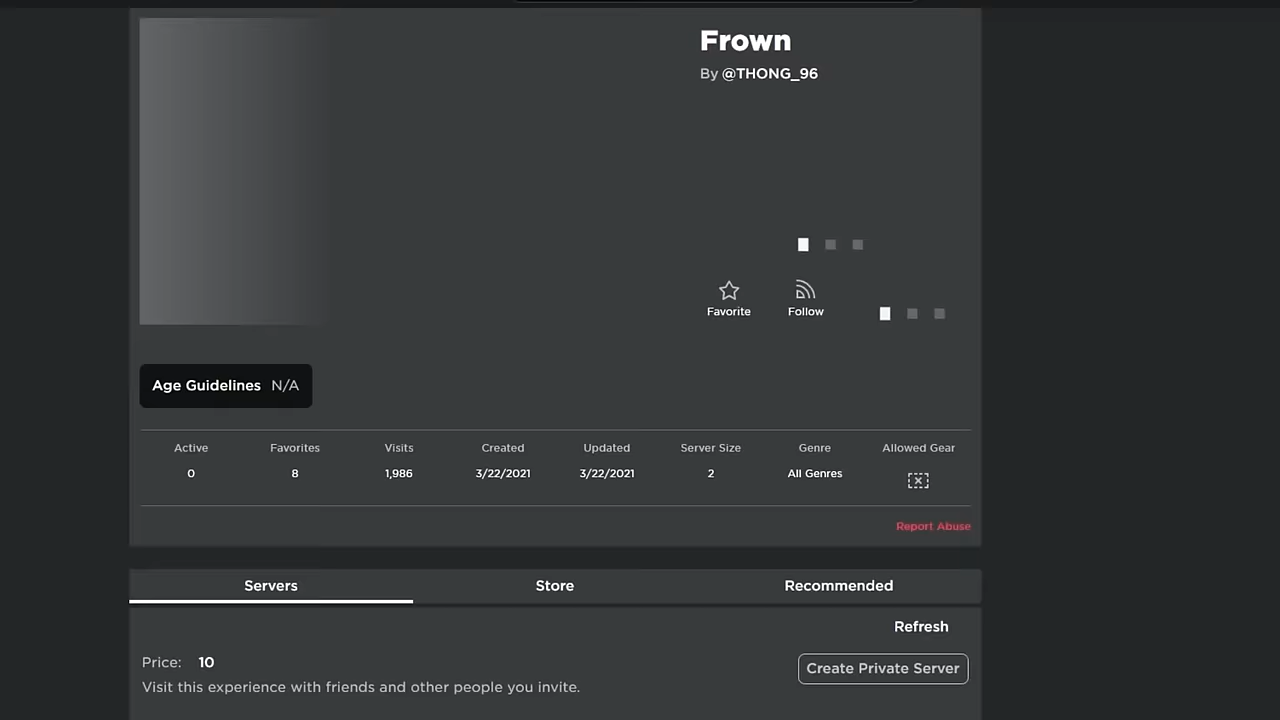 Frown
By @THONG_96
Favorite Follow
Age Guidelines N/A
Active Favorites Visits Created Updated Server Size Genre Allowed Gear
0 8 1,986 3/22/2021 3/22/2021 2 All Genres
Report Abuse
Servers Store Recommended
Refresh
Price: 10
Create Private Server
Visit this experience with friends and other people you invite.